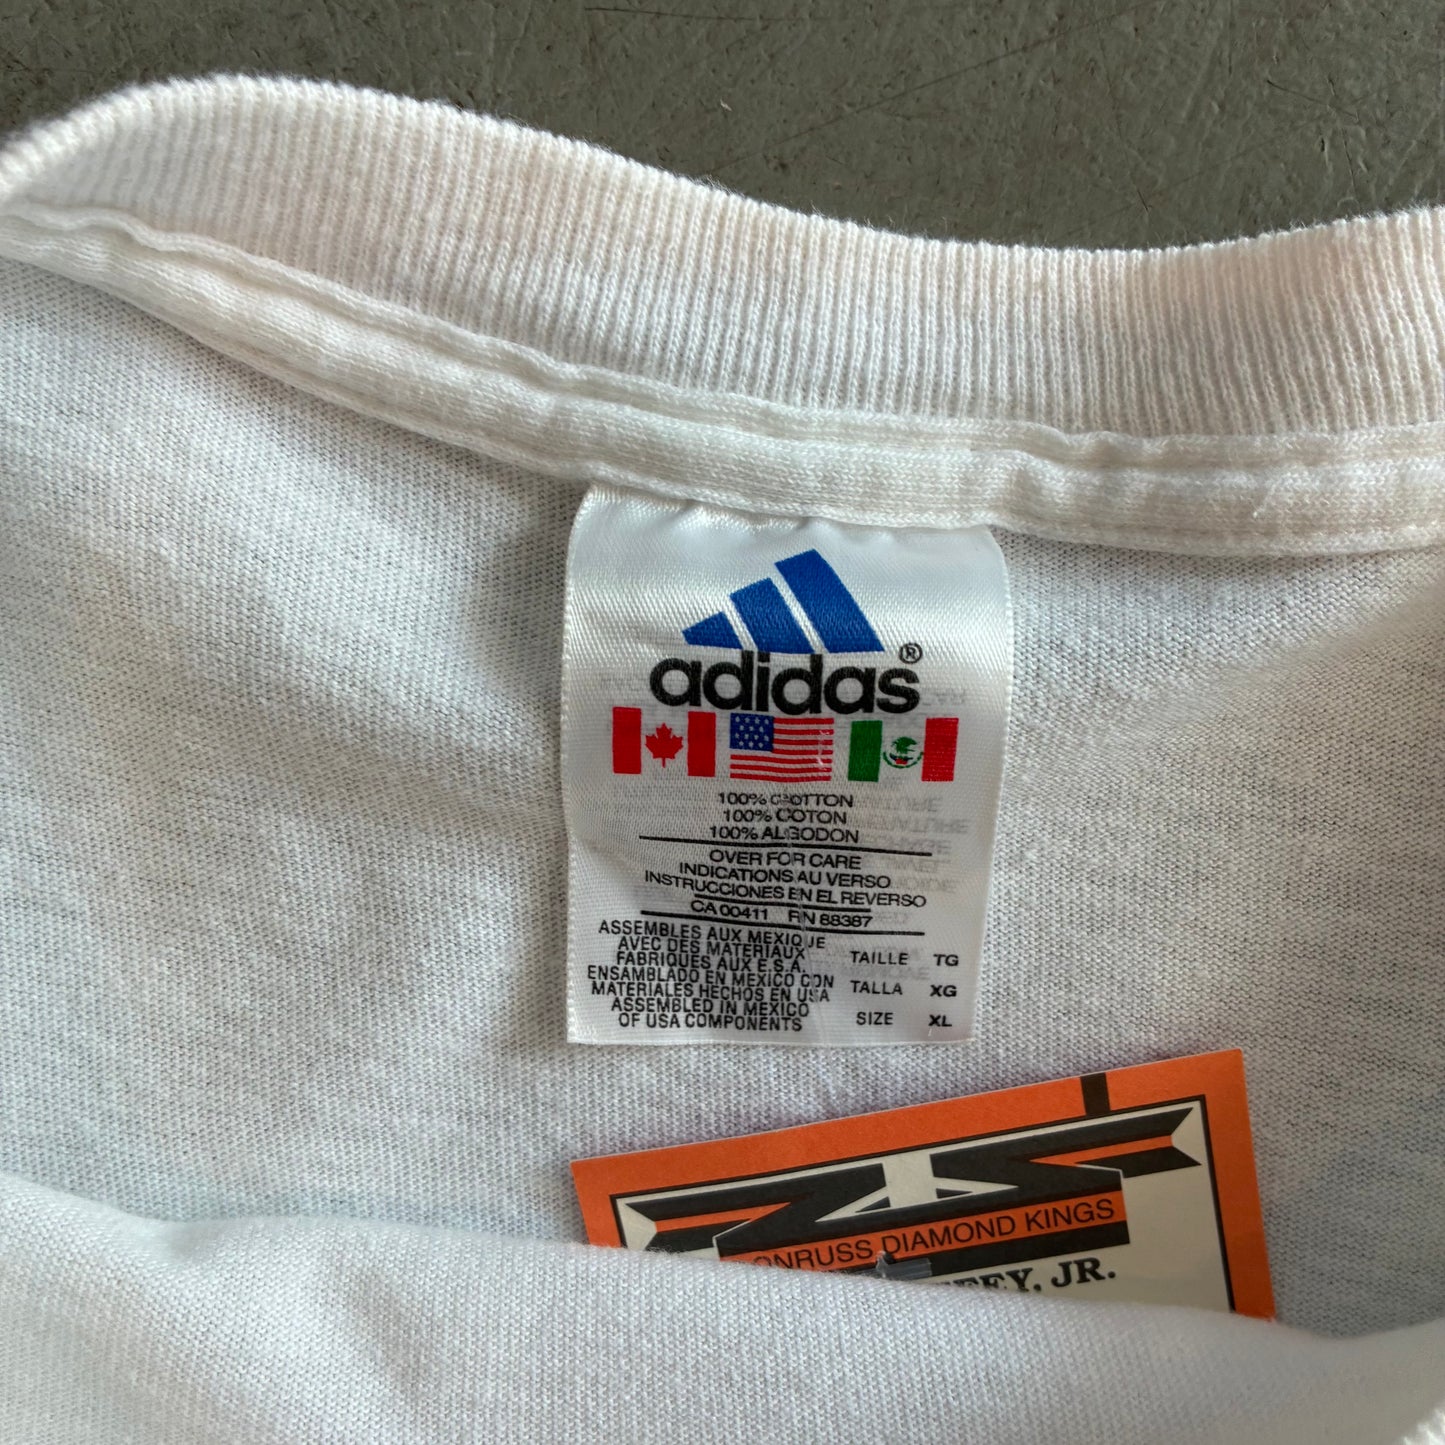 adidas®
100% COTTON
100% COTON
100% ALGODON
OVER FOR CARE
INDICATIONS AU VERSO
INSTRUCCIONES EN EL REVERSO
CA 00411 RN 88387
ASSEMBLES AUX MEXIQUE
AVEC DES MATERIAUX
FABRIQUES AUX E.S.A.
ENSAMBLADO EN MEXICO CON
MATERIALES HECHOS EN USA
ASSEMBLED IN MEXICO
OF USA COMPONENTS
TAILLE TG
TALLA XG
SIZE XL
DIAMOND KINGS
JR.